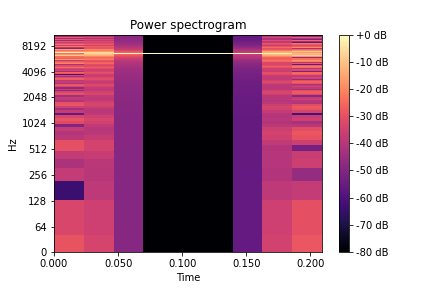 Power spectrogram
8192
4096
2048
1024
512
256
128
64
0
Hz
0.000 0.050 0.100 0.150 0.200
Time
+0 dB
-10 dB
-20 dB
-30 dB
-40 dB
-50 dB
-60 dB
-70 dB
-80 dB